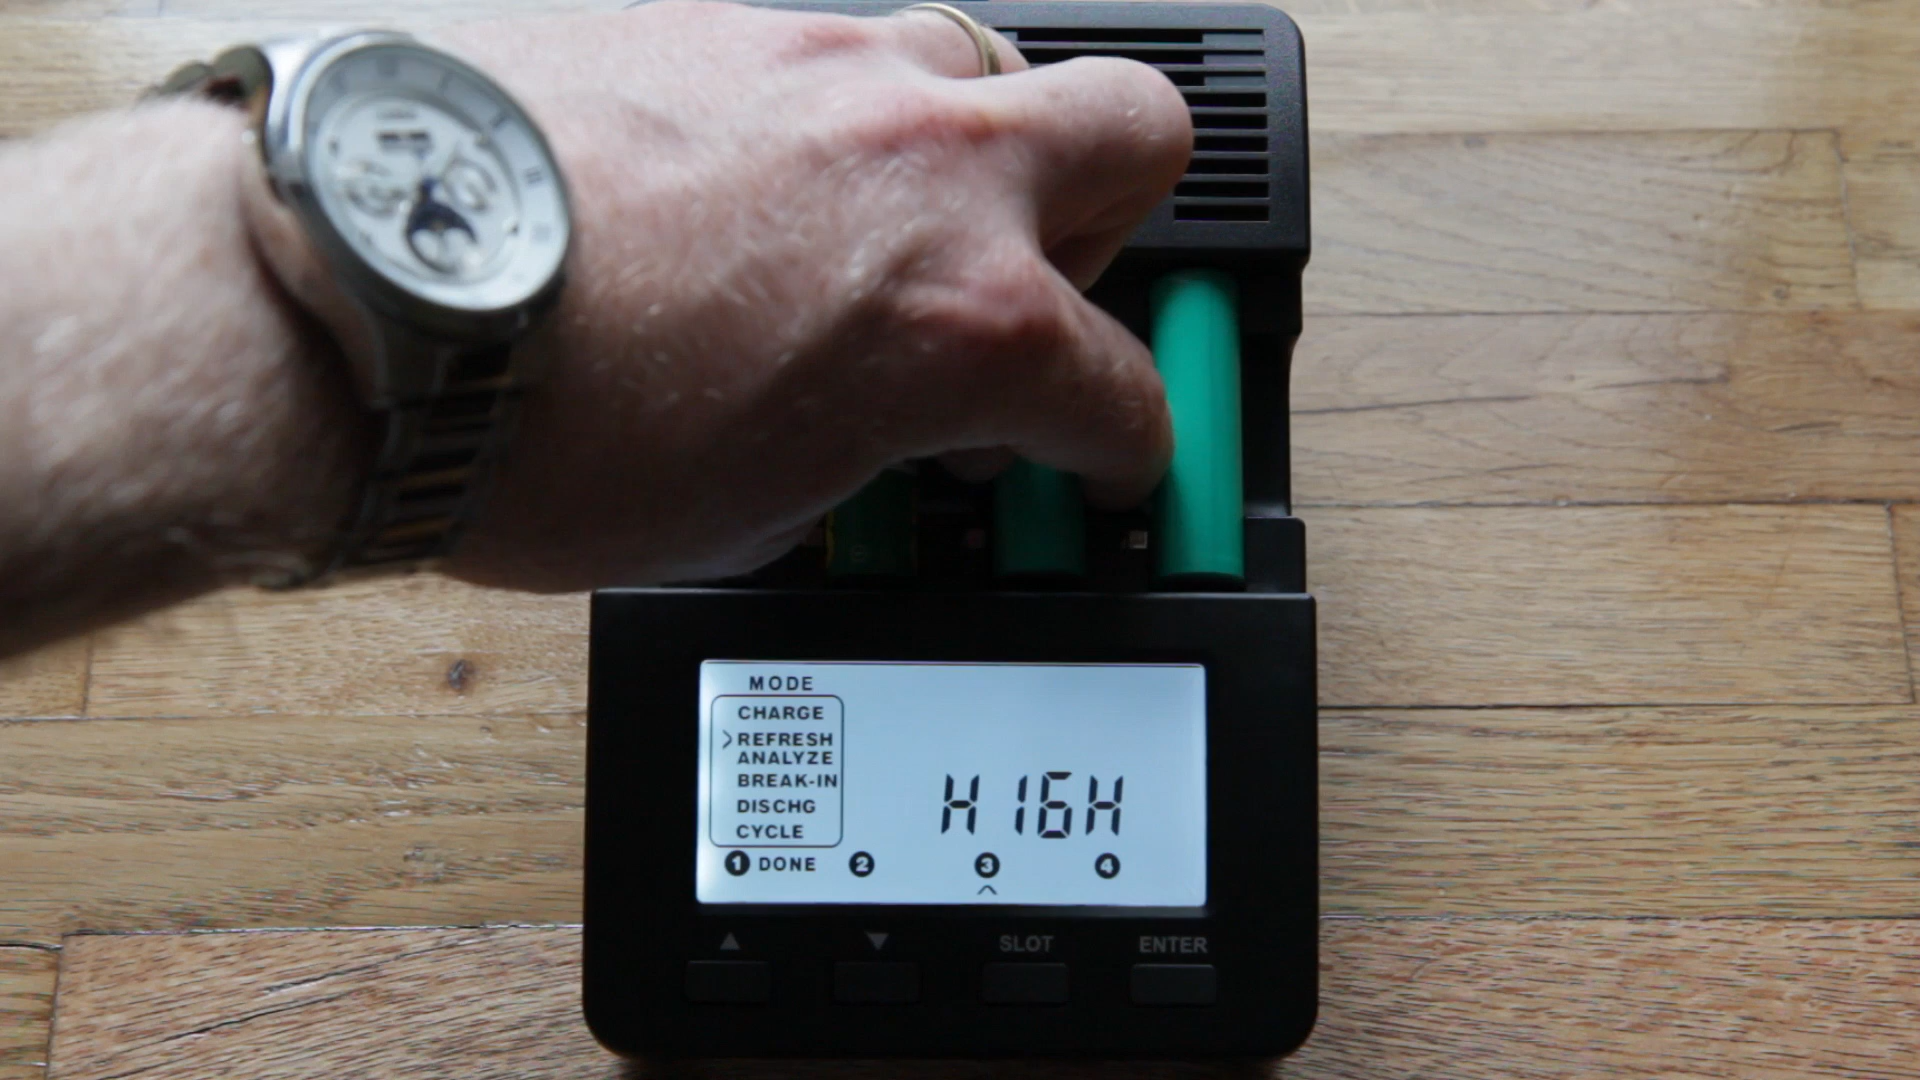 MODE
CHARGE
REFRESH
ANALYZE
BREAK-IN
DISCHG
CYCLE
HIGH
1 DONE 2 3 4
SLOT ENTER